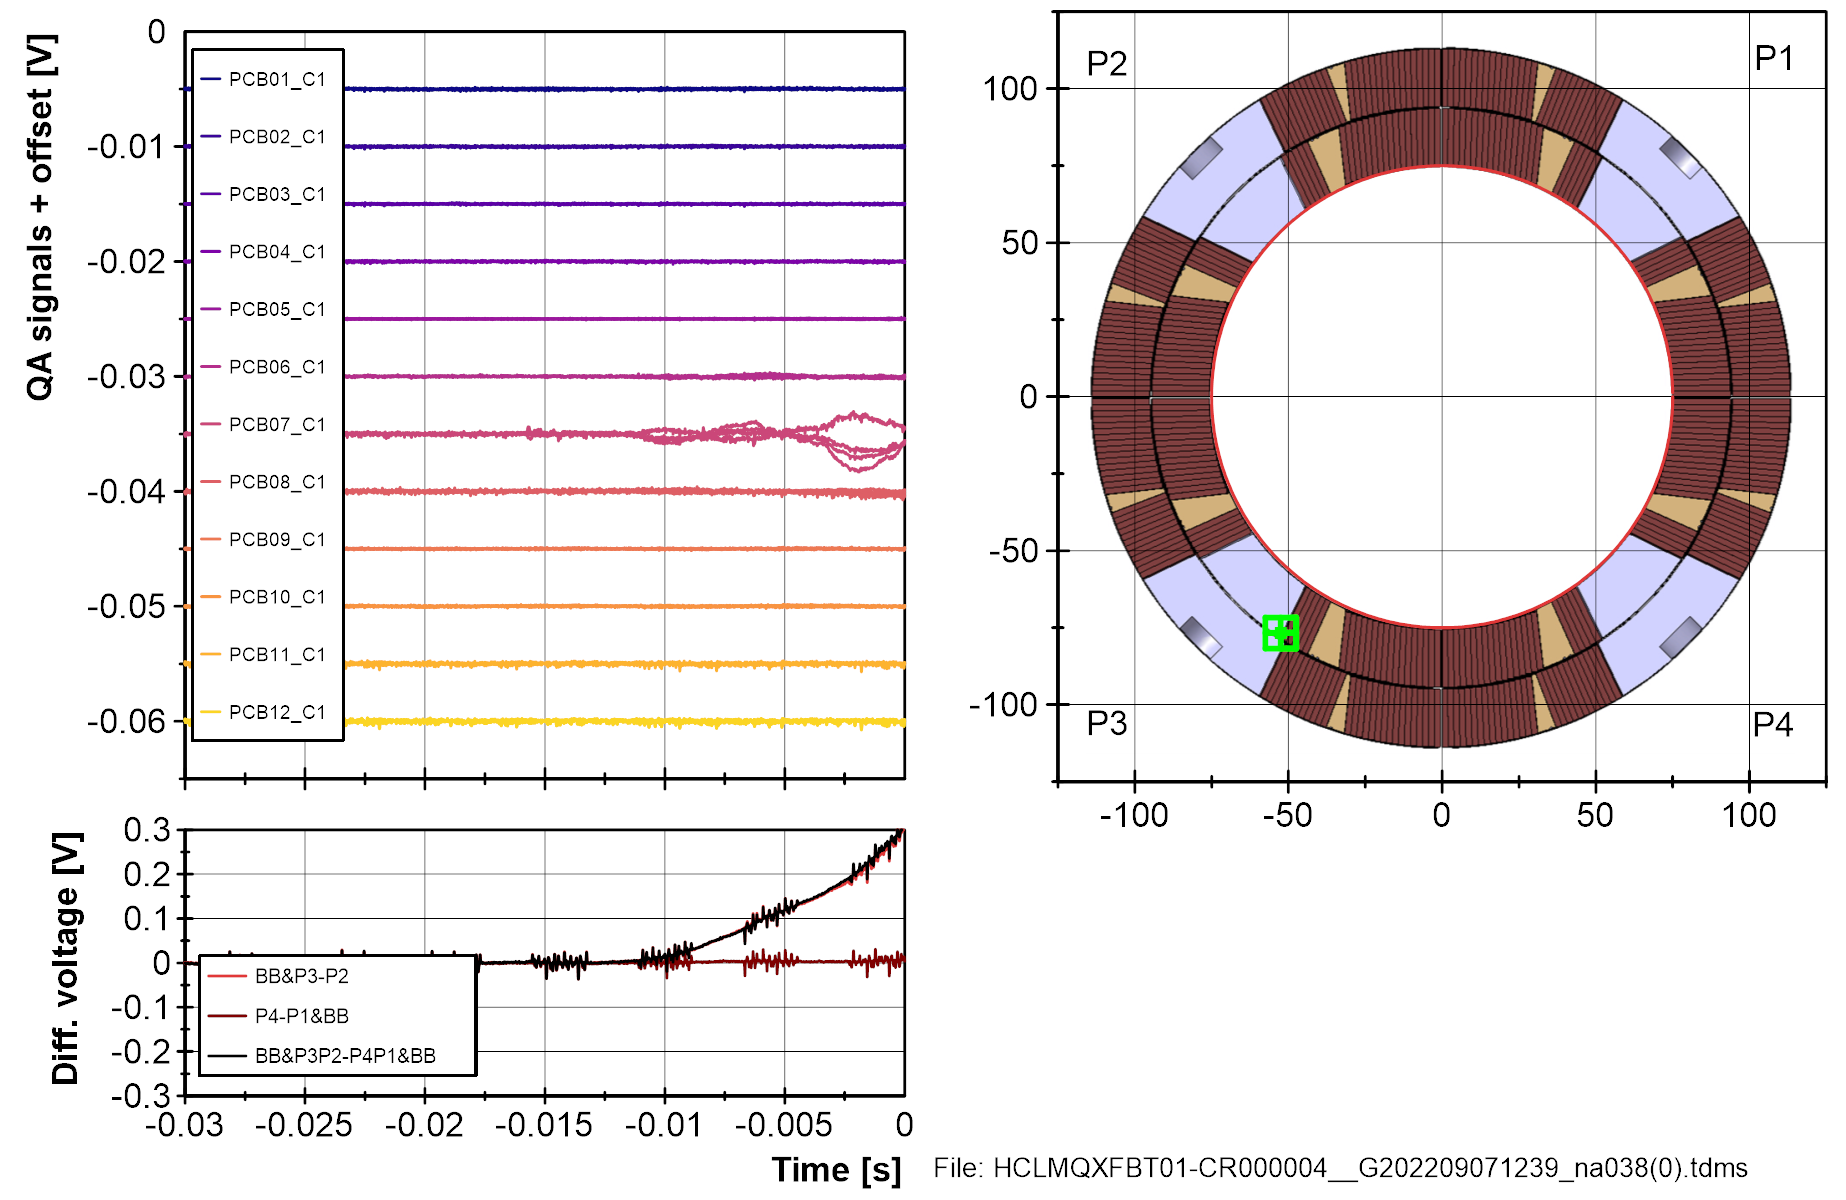 QA signals + offset [V]
0
-0.01
-0.02
-0.03
-0.04
-0.05
-0.06
PCB01_C1
PCB02_C1
PCB03_C1
PCB04_C1
PCB05_C1
PCB06_C1
PCB07_C1
PCB08_C1
PCB09_C1
PCB10_C1
PCB11_C1
PCB12_C1
Diff. voltage [V]
0.3
0.2
0.1
0
-0.1
-0.2
-0.3
BB&P3-P2
P4-P1&BB
BB&P3P2-P4P1&BB
-0.03 -0.025 -0.02 -0.015 -0.01 -0.005 0
Time [s]
P2 P1
100
50
0
-50
-100
P3 P4
-100 -50 0 50 100
File: HCLMQXFBT01-CR000004__G202209071239_na038(0).tdms